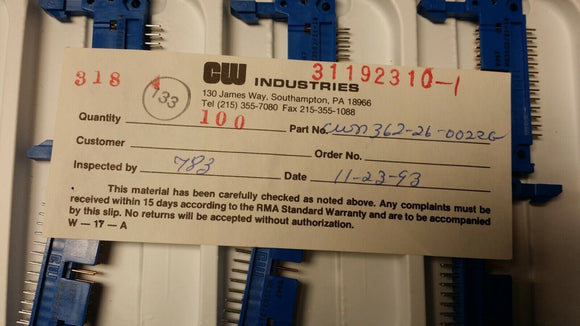 318 4 133 CW INDUSTRIES 31192310-1
130 James Way, Southampton, PA 18966
Tel (215) 355-7080 Fax 215-355-1088
Quantity 100 Part No. CWN362-26-0022G
Customer Order No.
Inspected by 783 Date 11-23-93
This material has been carefully checked as noted above. Any complaints must be
received within 15 days according to the RMA Standard Warranty and are to be accompanied
by this slip. No returns will be accepted without authorization.
W — 17 — A